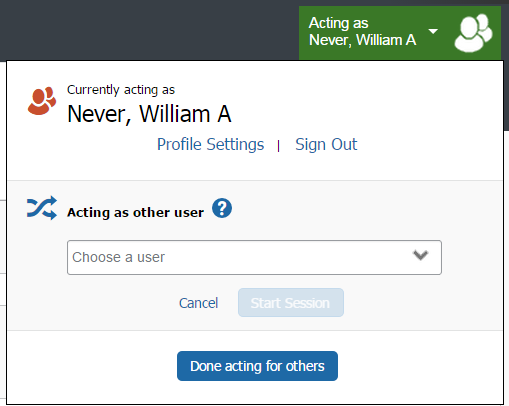 Acting as
Never, William A
Currently acting as
Never, William A
Profile Settings | Sign Out
Acting as other user ?
Choose a user
Cancel Start Session
Done acting for others